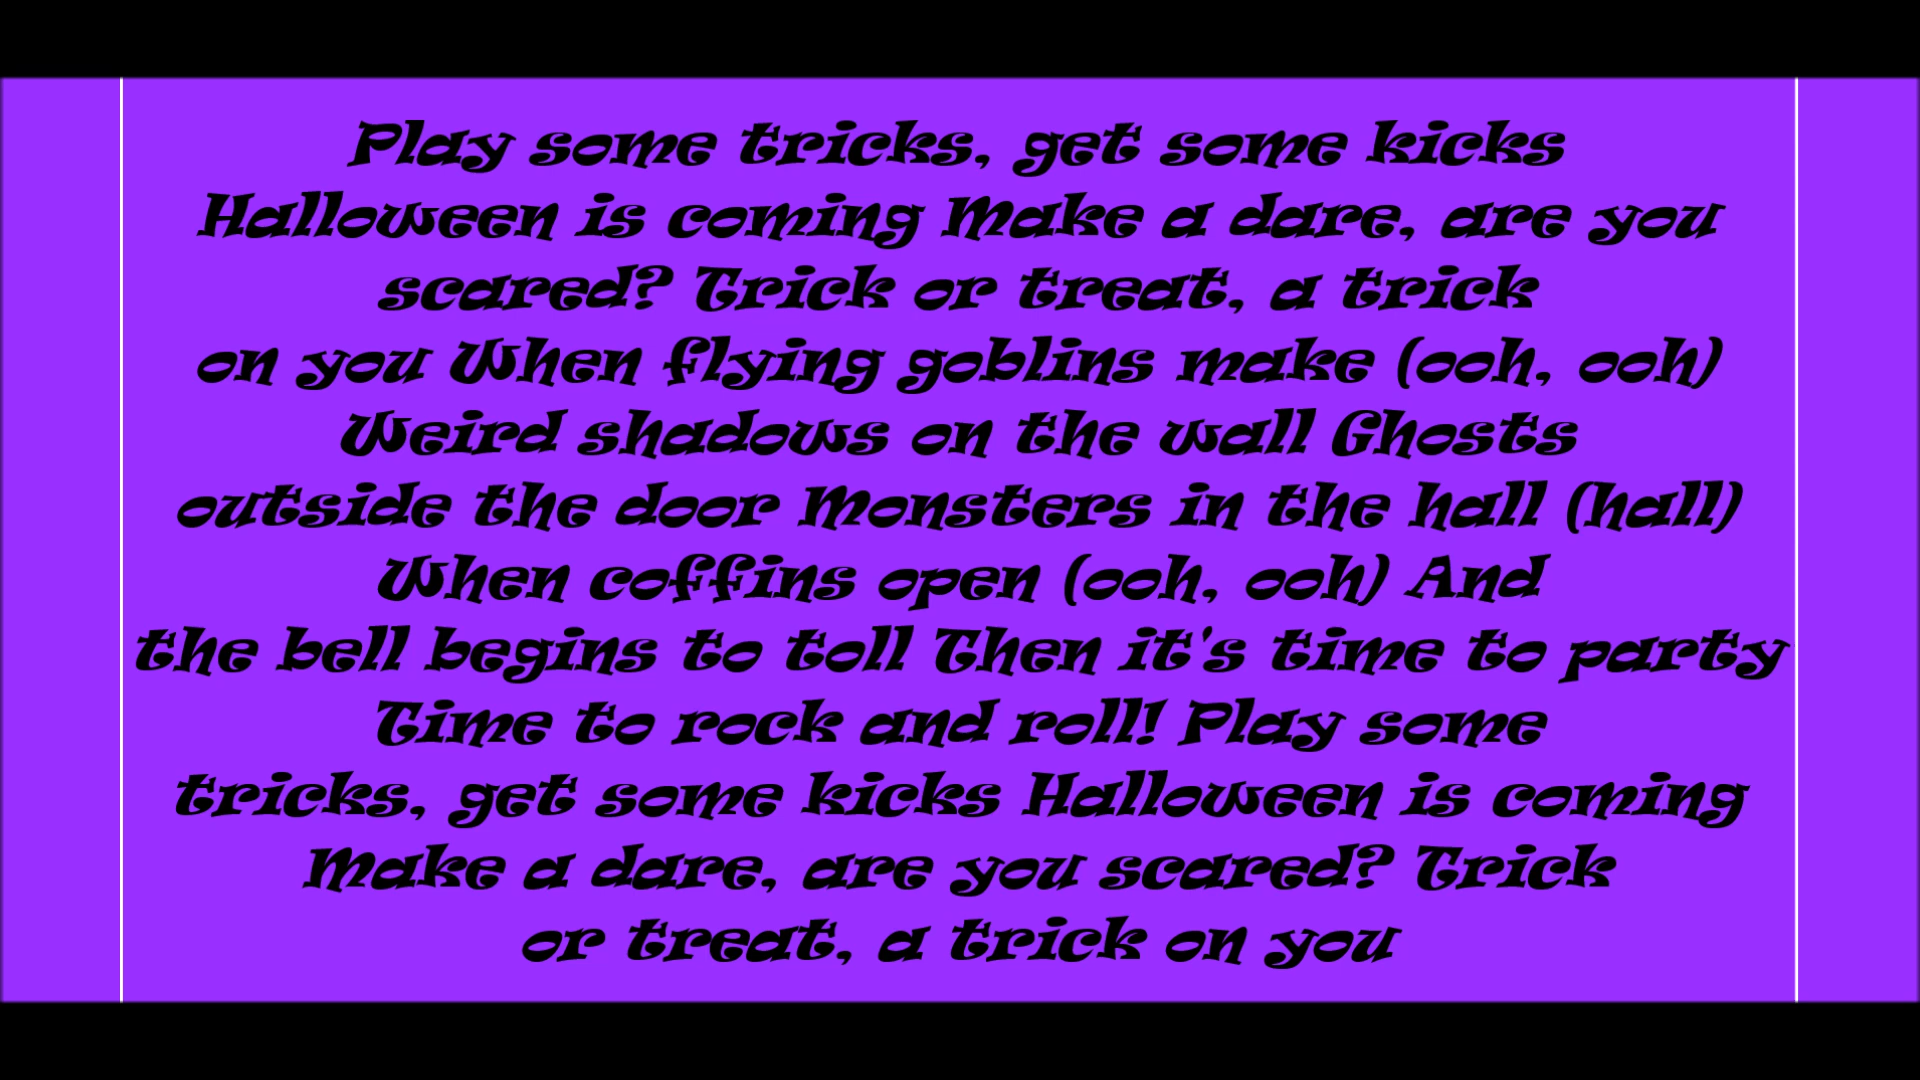 Play some tricks, get some kicks
Halloween is coming Make a dare, are you
scared? Trick or treat, a trick
on you When flying goblins make (ooh, ooh)
Weird shadows on the wall Ghosts
outside the door Monsters in the hall (hall)
When coffins open (ooh, ooh) And
the bell begins to toll Then it's time to party
Time to rock and roll! Play some
tricks, get some kicks Halloween is coming
Make a dare, are you scared? Trick
or treat, a trick on you